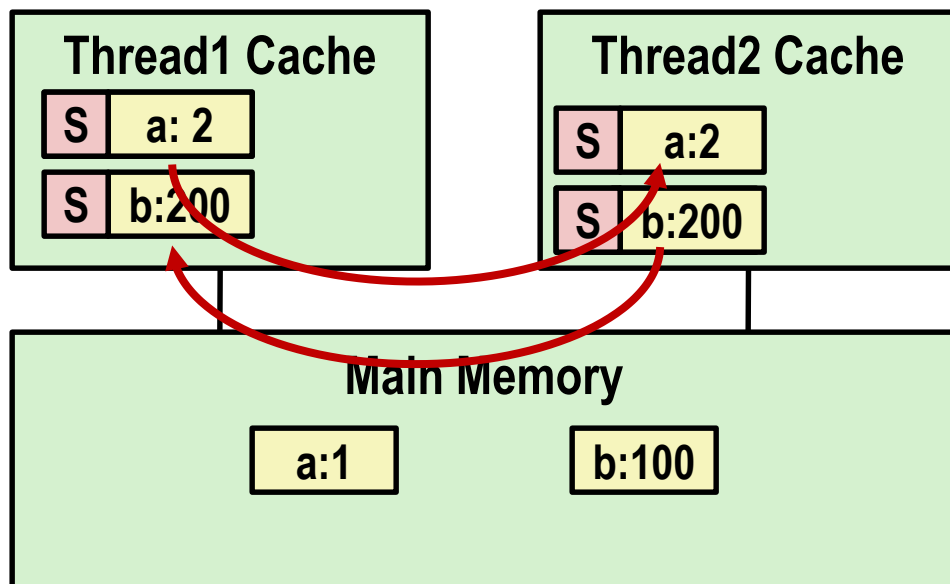 Thread1 Cache
S a: 2
S b:200
Thread2 Cache
S a:2
S b:200
Main Memory
a:1
b:100